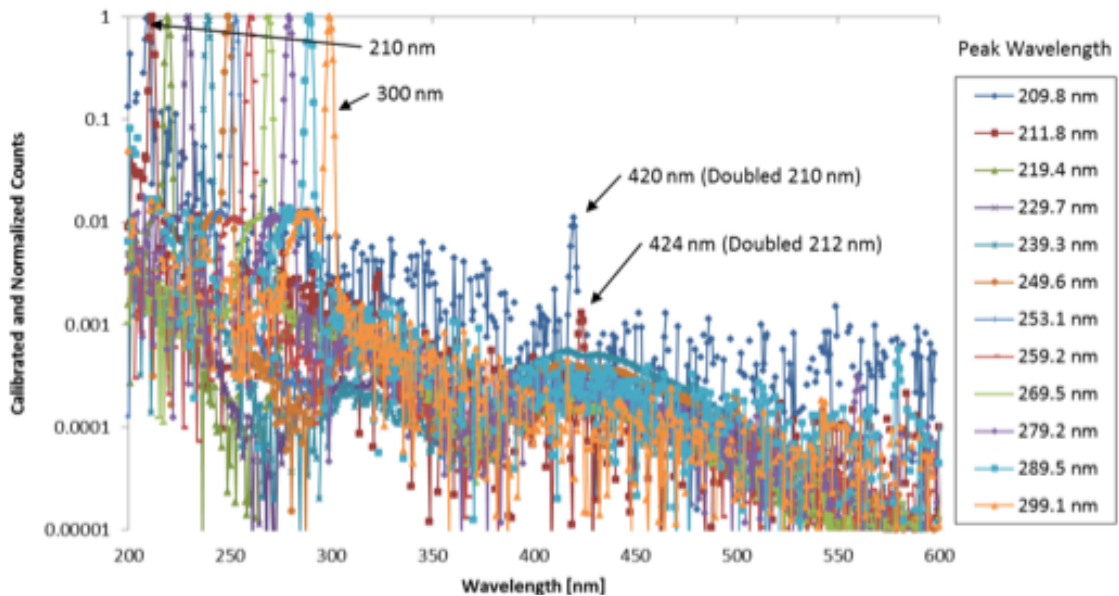 Calibrated and Normalized Counts
1
0.1
0.01
0.001
0.0001
0.00001
200
250
300
350
400
450
500
550
600
Wavelength [nm]
210 nm
300 nm
420 nm (Doubled 210 nm)
424 nm (Doubled 212 nm)
Peak Wavelength
209.8 nm
211.8 nm
219.4 nm
229.7 nm
239.3 nm
249.6 nm
253.1 nm
259.2 nm
269.5 nm
279.2 nm
289.5 nm
299.1 nm